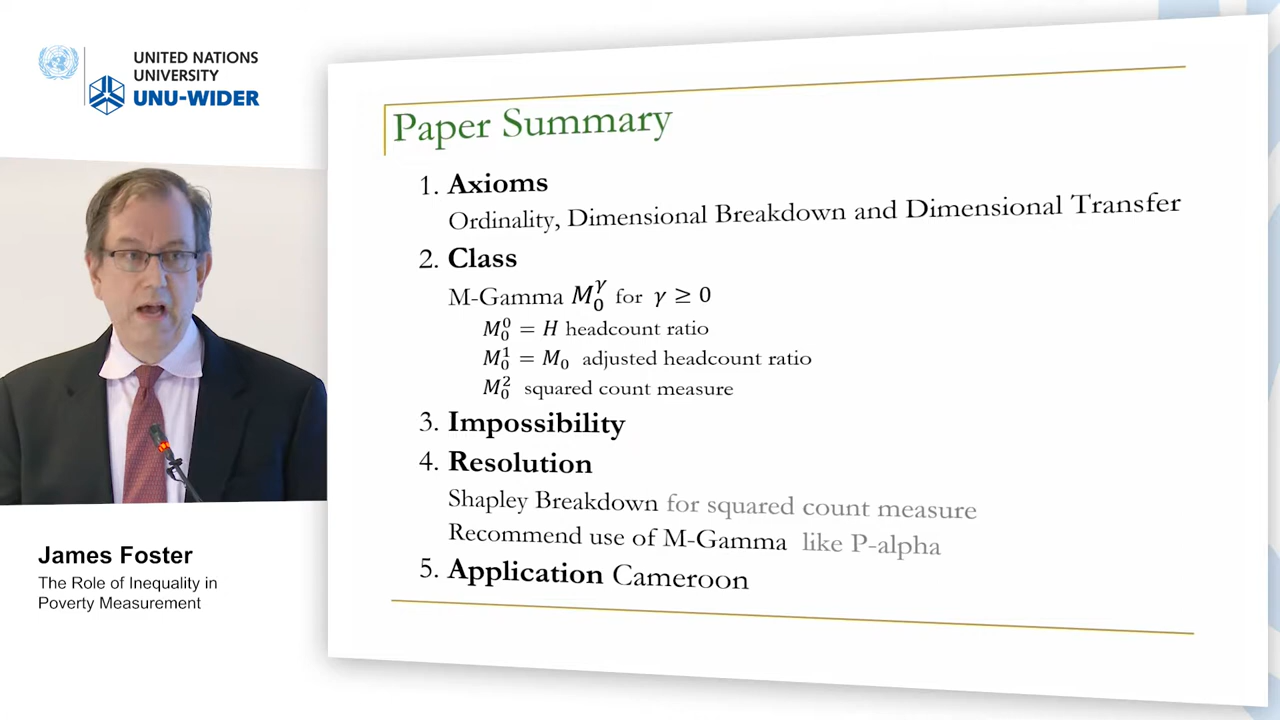 UNITED NATIONS
UNIVERSITY
UNU-WIDER
Paper Summary
1. Axioms
Ordinality, Dimensional Breakdown and Dimensional Transfer
2. Class
M-Gamma M₀^γ for γ ≥ 0
M₀⁰ = H headcount ratio
M₀¹ = M₀ adjusted headcount ratio
M₀² squared count measure
3. Impossibility
4. Resolution
Shapley Breakdown for squared count measure
Recommend use of M-Gamma like P-alpha
5. Application Cameroon
James Foster
The Role of Inequality in
Poverty Measurement